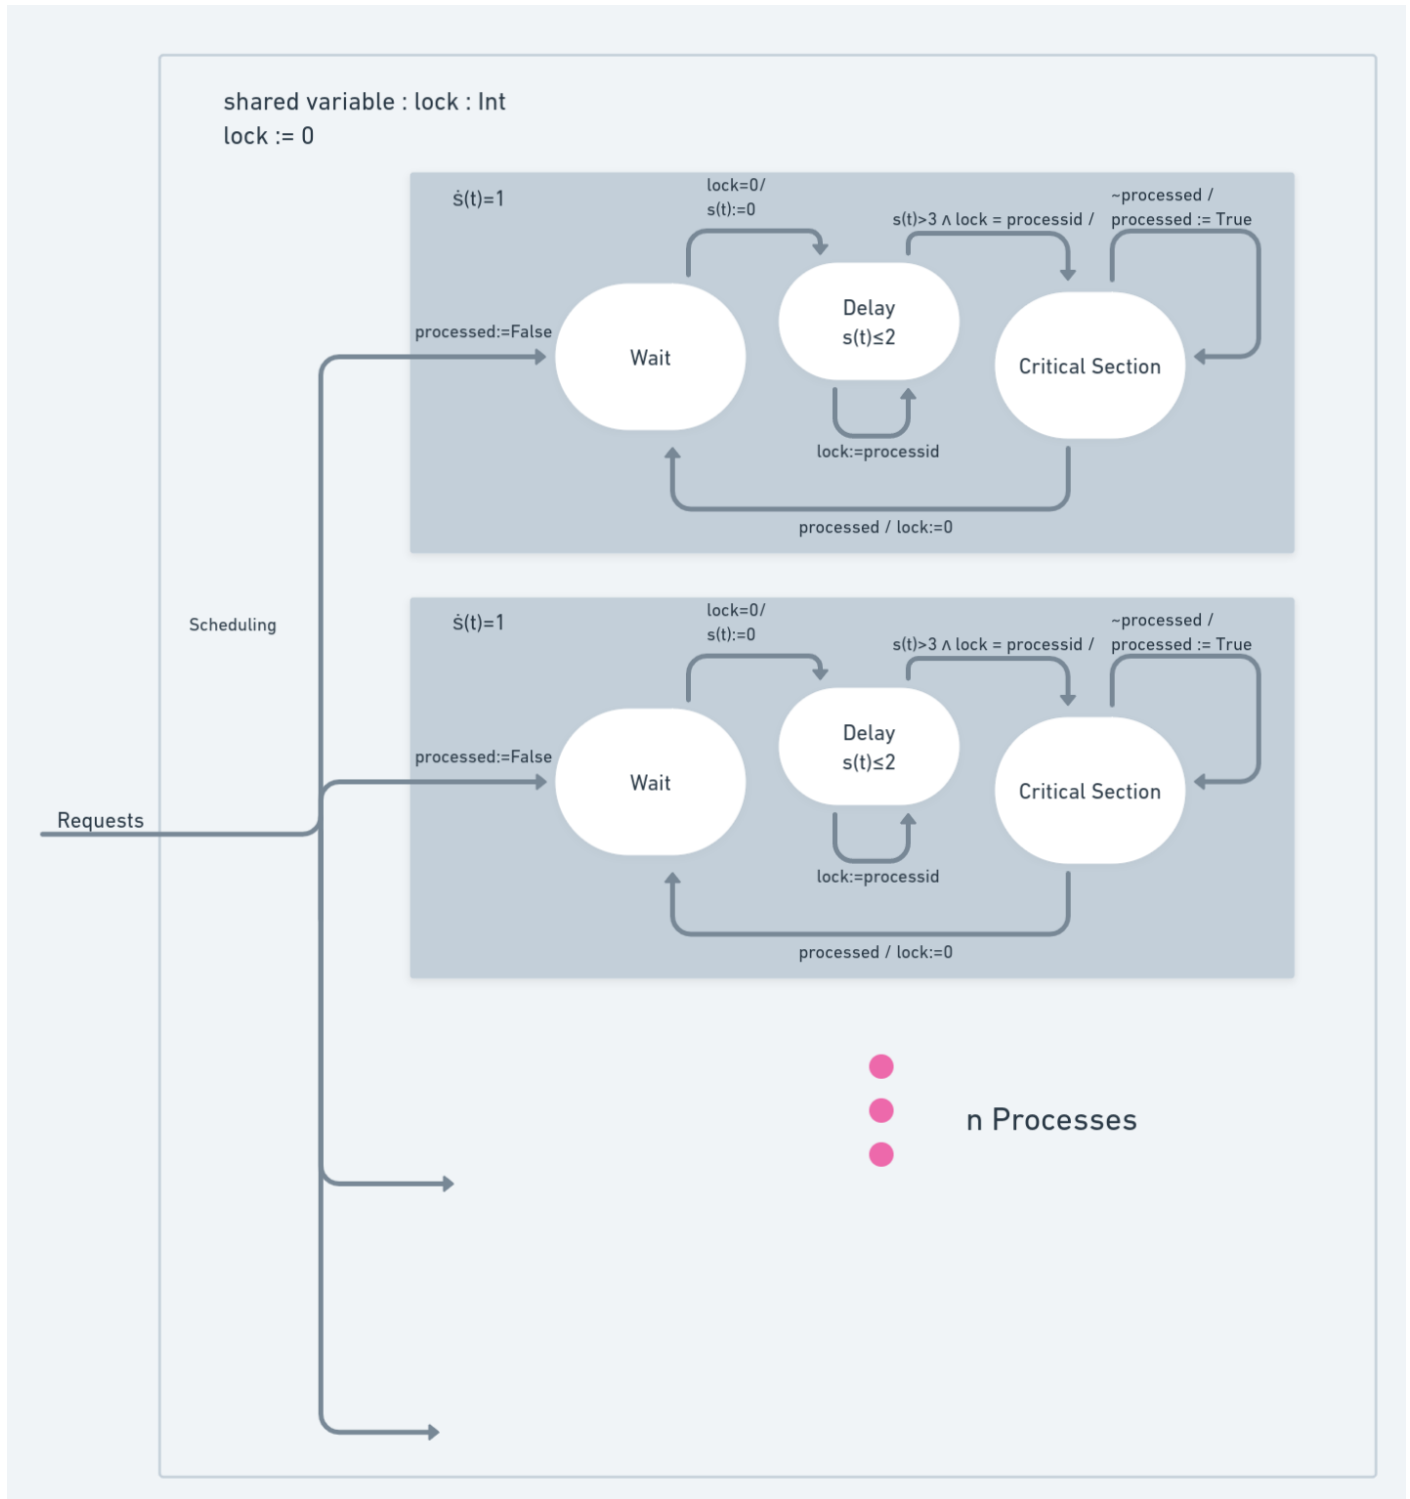 shared variable : lock : Int
lock := 0
ṡ(t)=1
lock=0/
s(t):=0
s(t)>3 ∧ lock = processid /
~processed /
processed := True
processed:=False
Wait
Delay
s(t)≤2
Critical Section
lock:=processid
processed / lock:=0
Scheduling
ṡ(t)=1
lock=0/
s(t):=0
s(t)>3 ∧ lock = processid /
~processed /
processed := True
processed:=False
Wait
Delay
s(t)≤2
Critical Section
lock:=processid
processed / lock:=0
Requests
n Processes